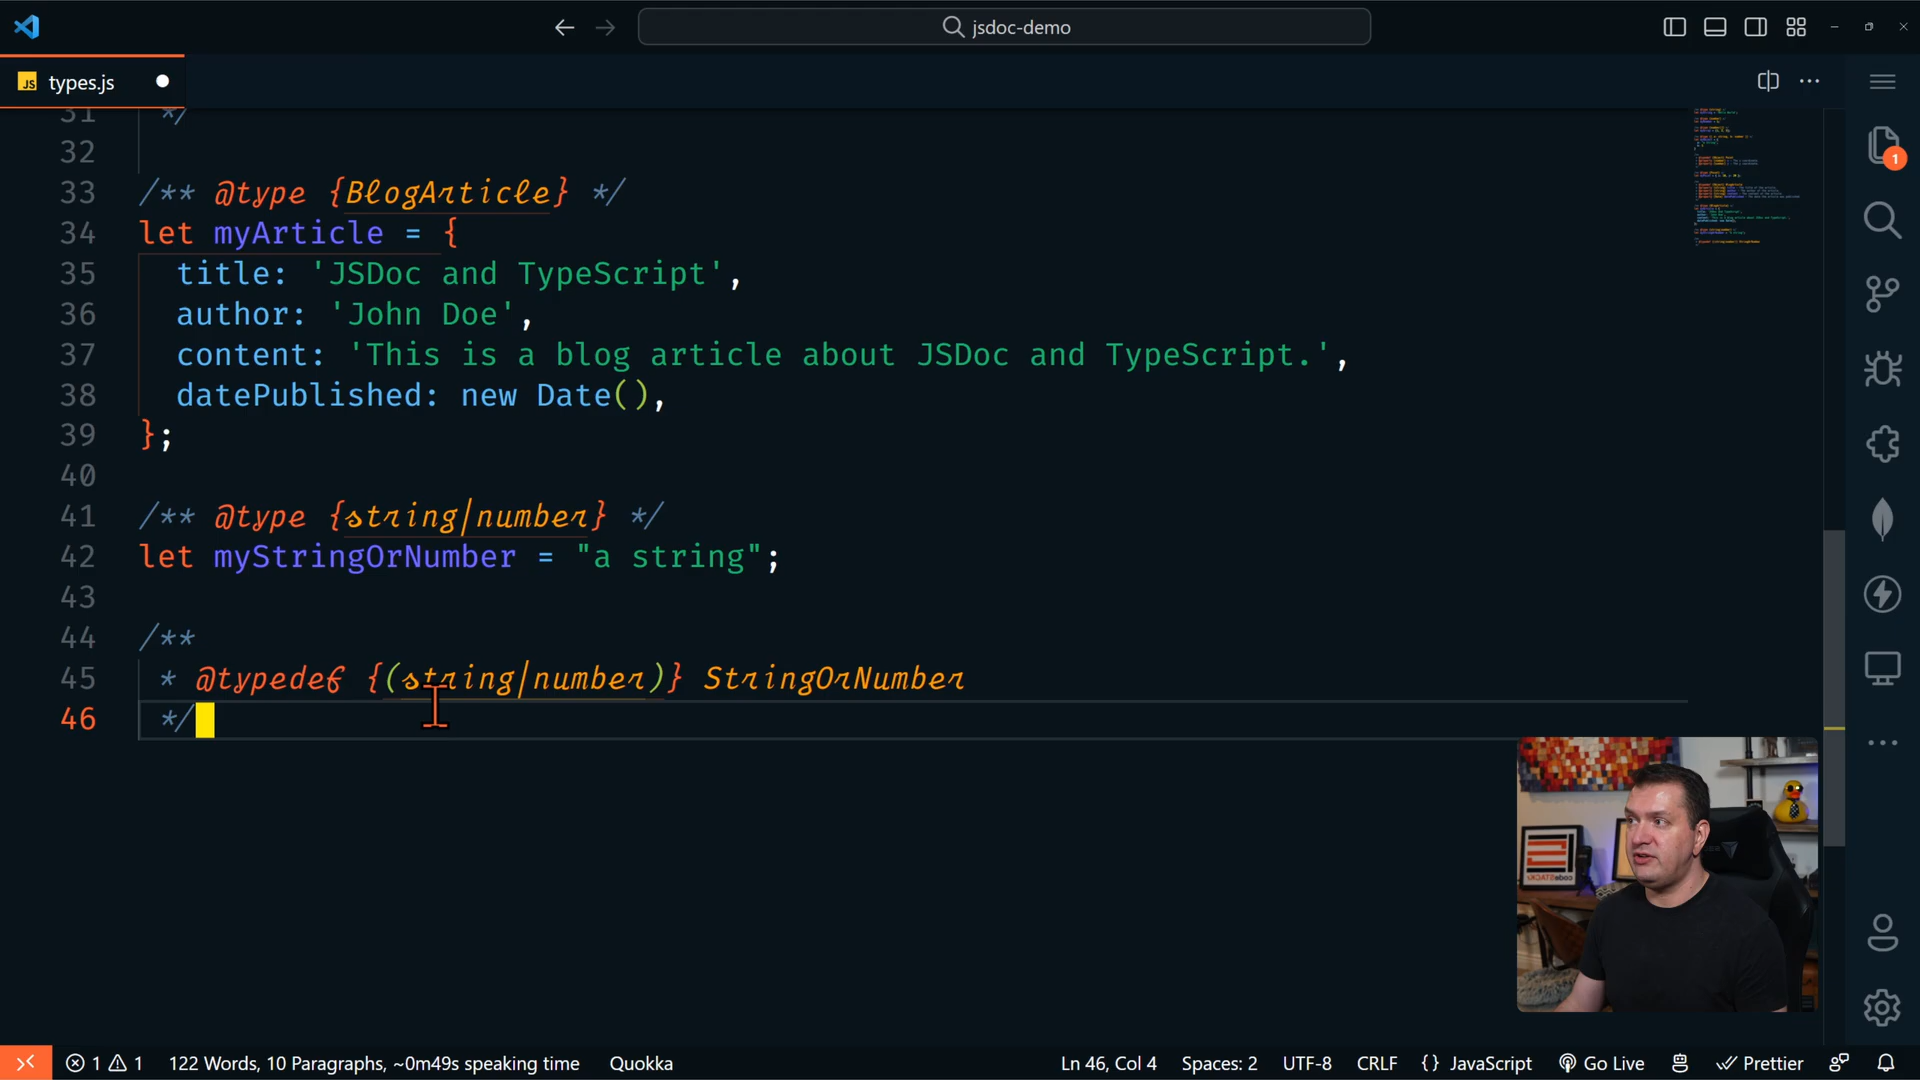 jsdoc-demo
JS types.js
31 */
32
33 /** @type {BlogArticle} */
34 let myArticle = {
35 title: 'JSDoc and TypeScript',
36 author: 'John Doe',
37 content: 'This is a blog article about JSDoc and TypeScript.',
38 datePublished: new Date(),
39 };
40
41 /** @type {string|number} */
42 let myStringOrNumber = "a string";
43
44 /**
45 * @typedef {(string|number)} StringOrNumber
46 */
1
codeSTACKr
1 1 122 Words, 10 Paragraphs, ~0m49s speaking time Quokka Ln 46, Col 4 Spaces: 2 UTF-8 CRLF {} JavaScript Go Live Prettier